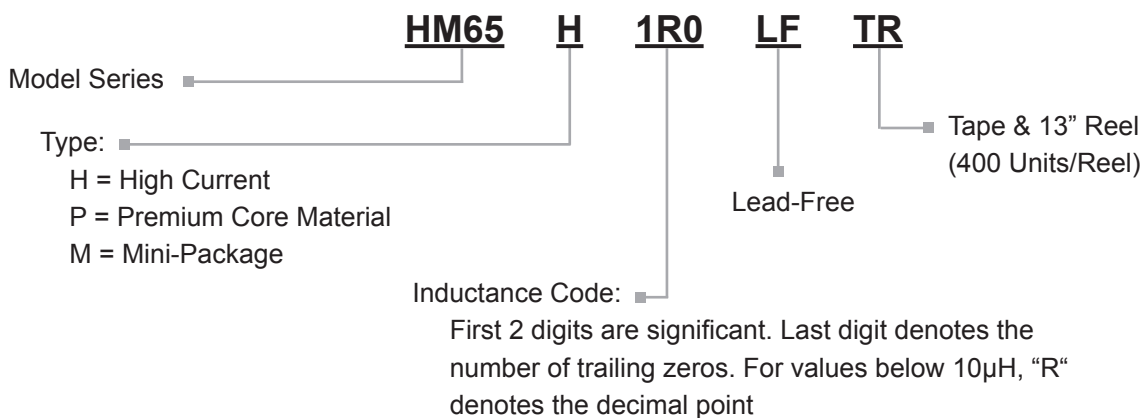 HM65 H 1R0 LF TR
Model Series
Tape & 13” Reel
(400 Units/Reel)
Type:
H = High Current
P = Premium Core Material
M = Mini-Package
Lead-Free
Inductance Code:
First 2 digits are significant. Last digit denotes the
number of trailing zeros. For values below 10µH, “R“
denotes the decimal point